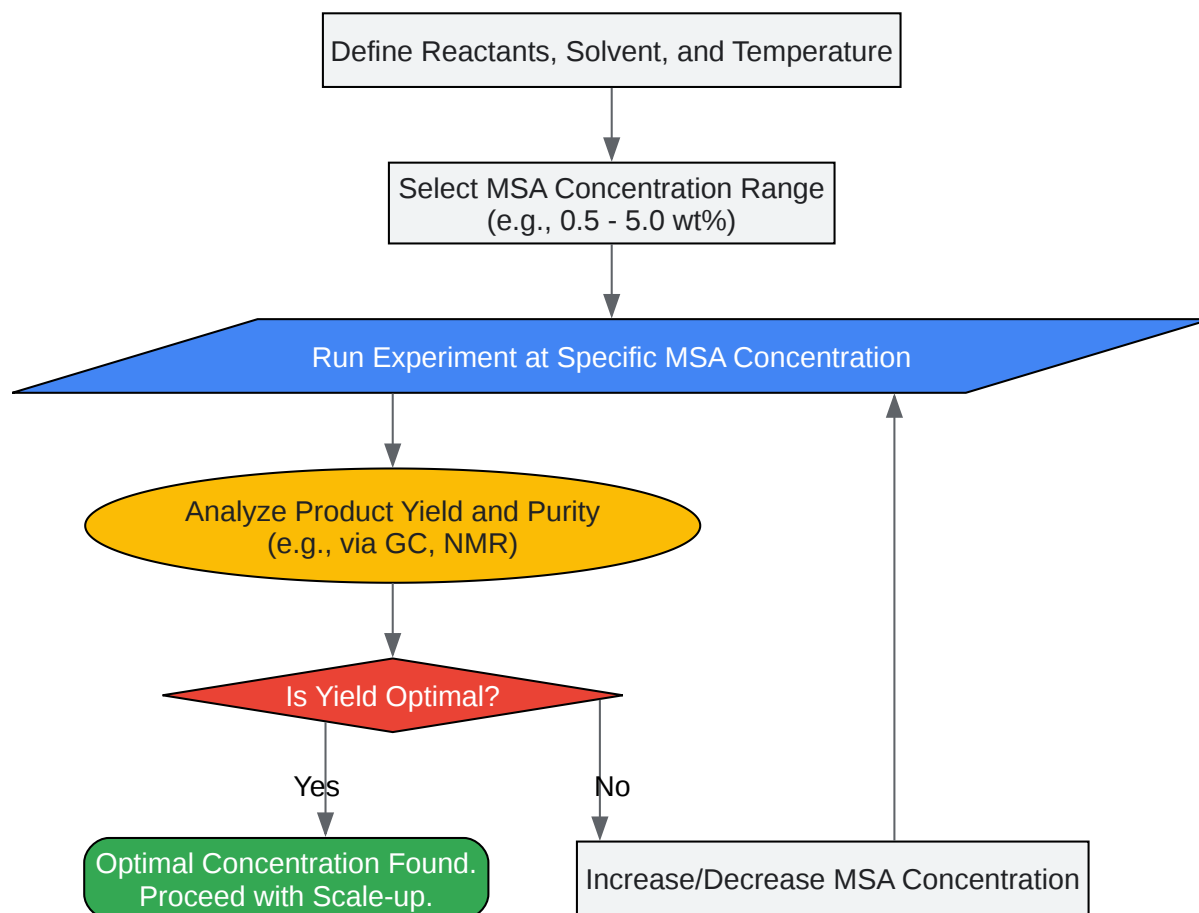 Define Reactants, Solvent, and Temperature
Select MSA Concentration Range
(e.g., 0.5 - 5.0 wt%)
Run Experiment at Specific MSA Concentration
Analyze Product Yield and Purity
(e.g., via GC, NMR)
Is Yield Optimal?
Yes
No
Optimal Concentration Found.
Proceed with Scale-up.
Increase/Decrease MSA Concentration